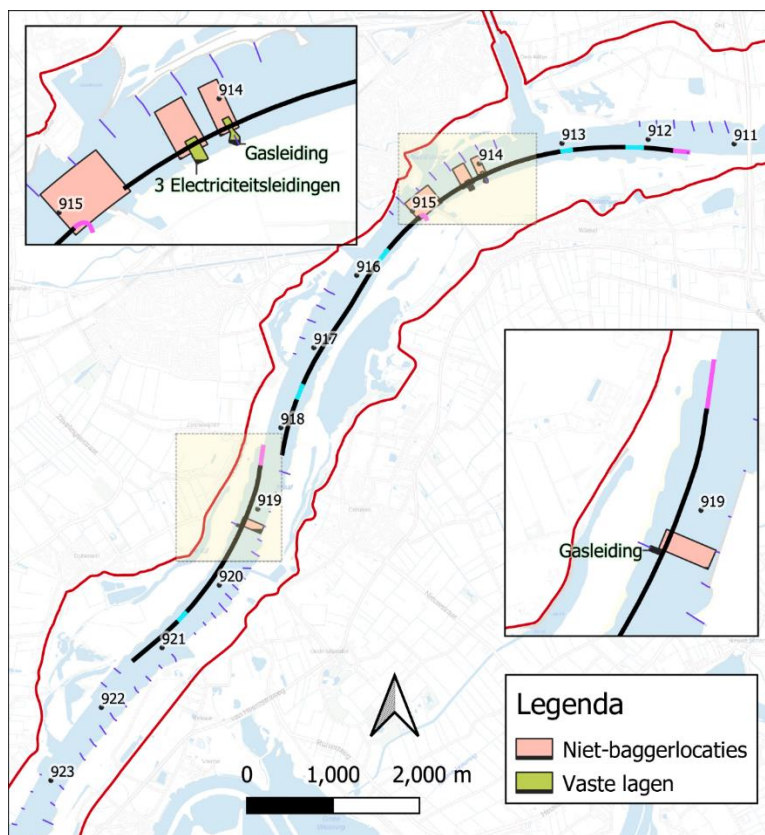 914
Gasleiding
3 Electriciteitsleidingen
915
913
912
911
914
915
916
917
918
919
920
921
922
923
919
Gasleiding
Legenda
Niet-baggerlocaties
Vaste lagen
0 1,000 2,000 m